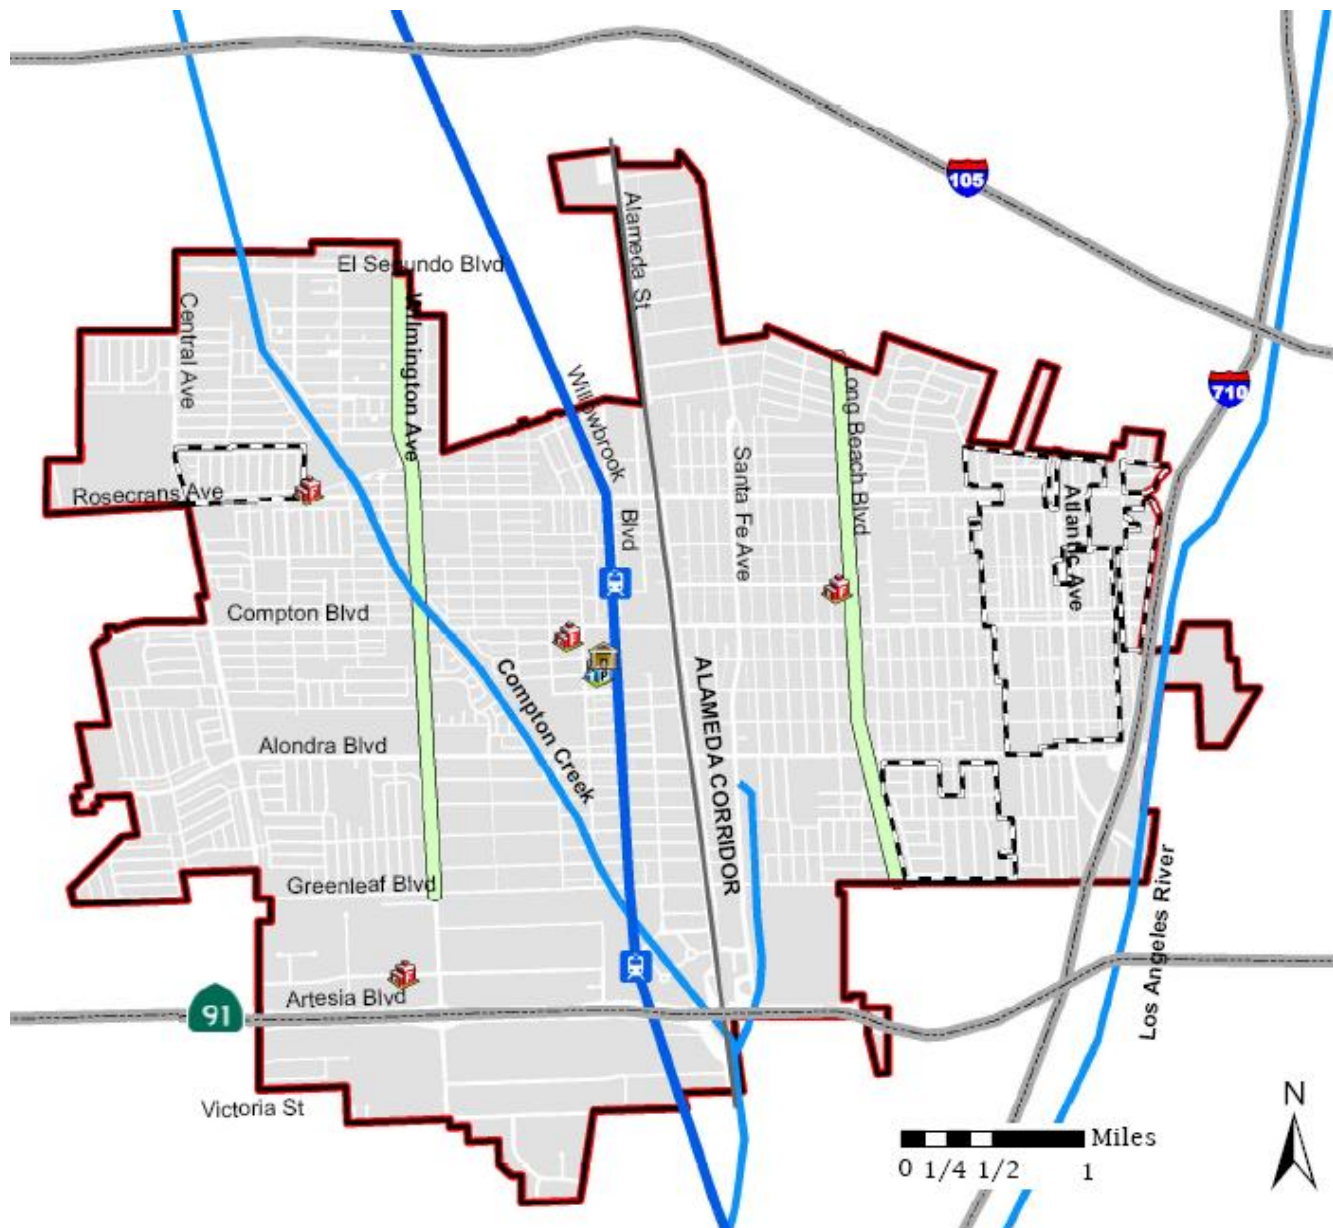 105
Alameda St
El Segundo Blvd
Central Ave
Wilmington Ave
Willowbrook
Blvd
Long Beach Blvd
710
Santa Fe Ave
Rosecrans Ave
Atlantic Ave
Compton Blvd
P
Compton Creek
ALAMEDA CORRIDOR
Alondra Blvd
Greenleaf Blvd
Los Angeles River
Artesia Blvd
91
Victoria St
N
Miles
0 1/4 1/2 1